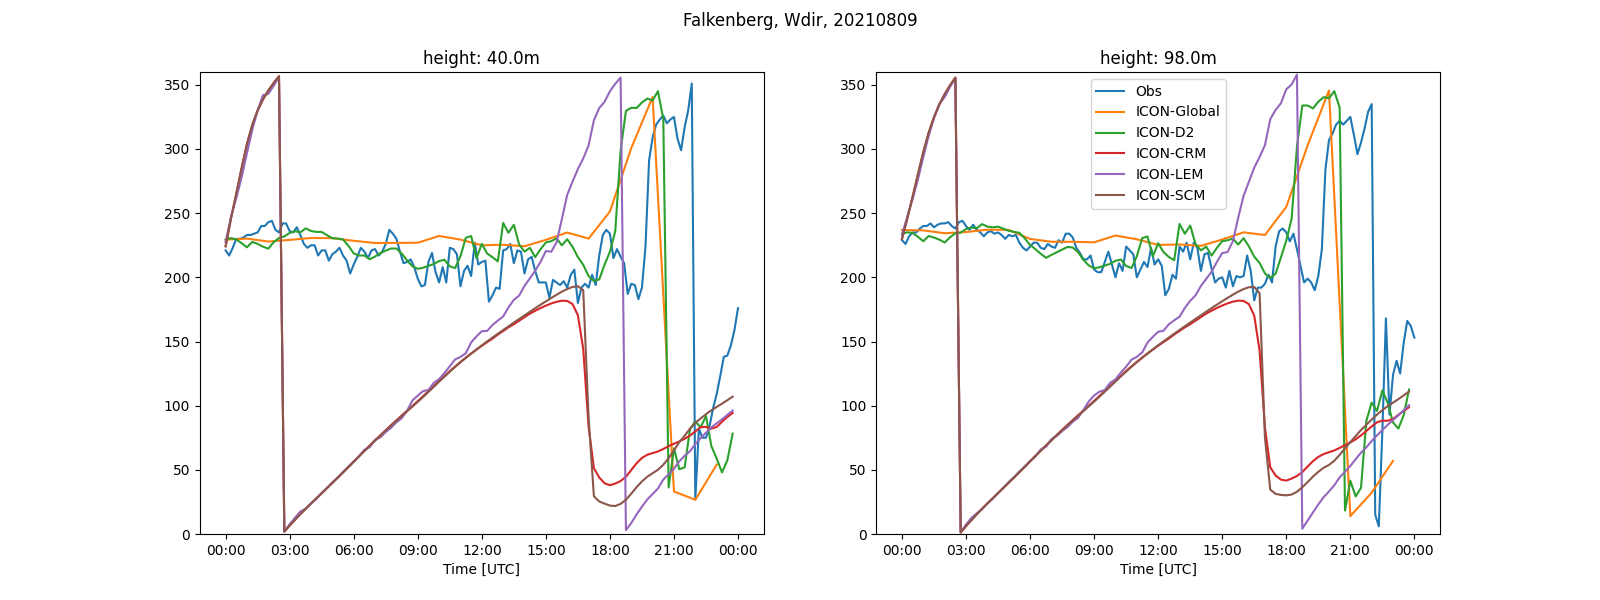 Falkenberg, Wdir, 20210809
height: 40.0m
350
300
250
200
150
100
50
0
00:00 03:00 06:00 09:00 12:00 15:00 18:00 21:00 00:00
Time [UTC]
height: 98.0m
Obs
ICON-Global
ICON-D2
ICON-CRM
ICON-LEM
ICON-SCM
350
300
250
200
150
100
50
0
00:00 03:00 06:00 09:00 12:00 15:00 18:00 21:00 00:00
Time [UTC]